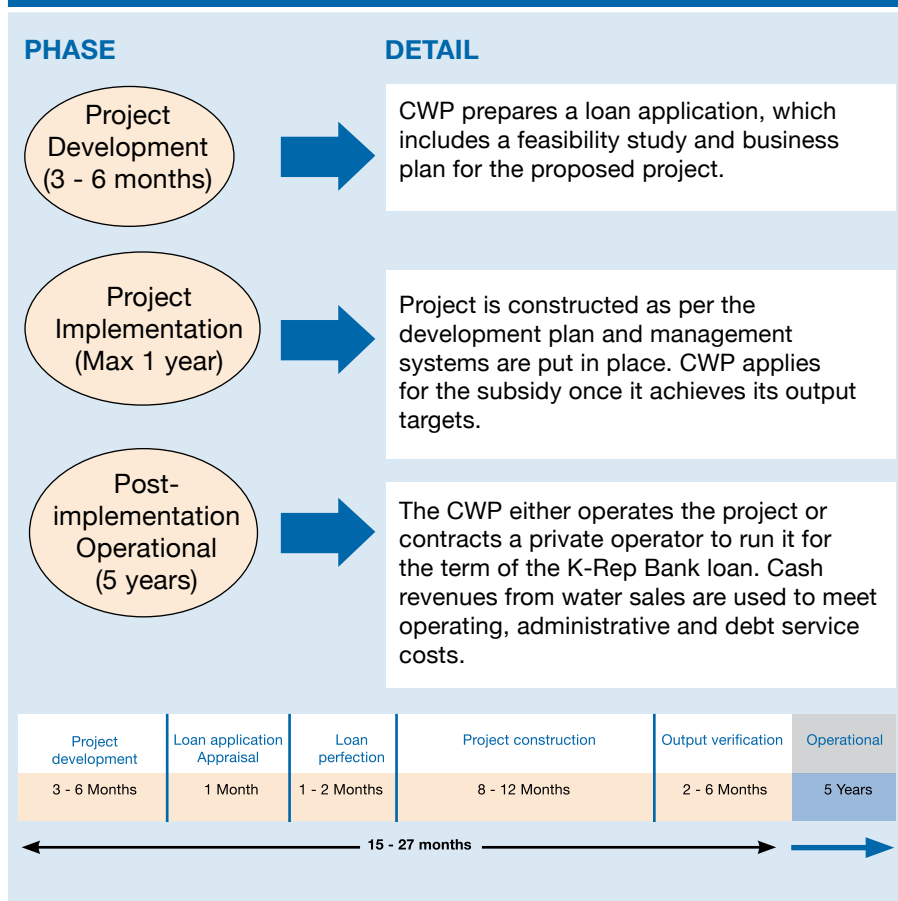 PHASE
DETAIL
Project
Development
(3 - 6 months)
CWP prepares a loan application, which
includes a feasibility study and business
plan for the proposed project.
Project
Implementation
(Max 1 year)
Project is constructed as per the
development plan and management
systems are put in place. CWP applies
for the subsidy once it achieves its output
targets.
Post-
implementation
Operational
(5 years)
The CWP either operates the project or
contracts a private operator to run it for
the term of the K-Rep Bank loan. Cash
revenues from water sales are used to meet
operating, administrative and debt service
costs.
Project
development
Loan application
Appraisal
Loan
perfection
Project construction
Output verification
Operational
3 - 6 Months
1 Month
1 - 2 Months
8 - 12 Months
2 - 6 Months
5 Years
15 - 27 months